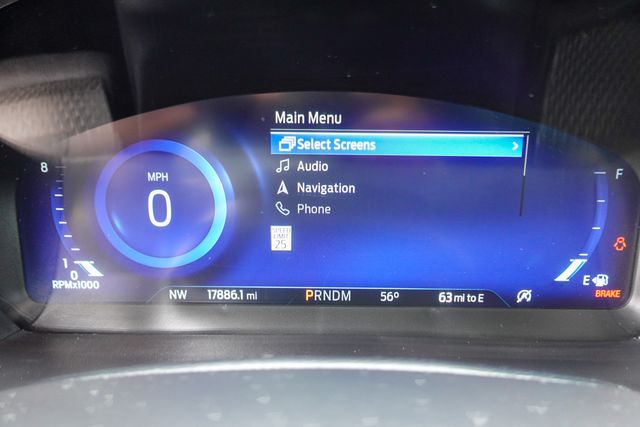 Main Menu
Select Screens
Audio
Navigation
Phone
8
1
0
RPMx1000
MPH
0
SPEED
LIMIT
25
F
E
BRAKE
NW 17886.1 mi PRNDM 56° 63 mi to E